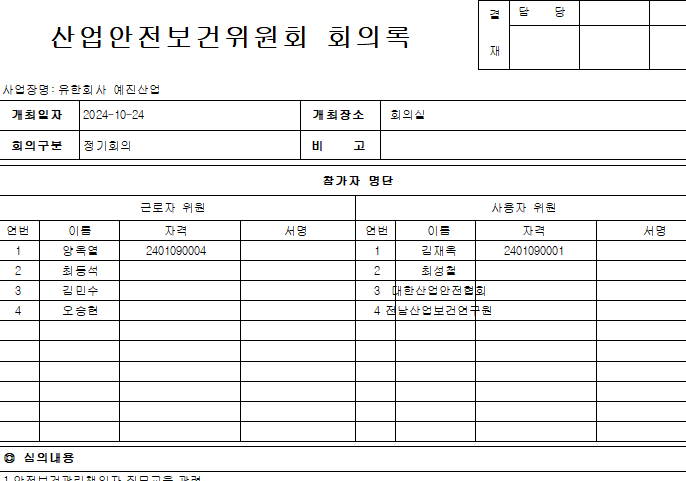 산업안전보건위원회 회의록
결재
담 당
사업장명: 유한회사 예진산업
개최일자 2024-10-24 개최장소 회의실
회의구분 정기회의 비 고
참가자 명단
근로자 위원 사용자 위원
연번 이름 자격 서명 연번 이름 자격 서명
1 양옥열 2401090004 1 김재옥 2401090001
2 최동석 2 최성철
3 김민수 3 대한산업안전협회
4 오승현 4 전남산업보건연구원
◎ 심의내용
1.안전보건관리책임자 직무교육 관련